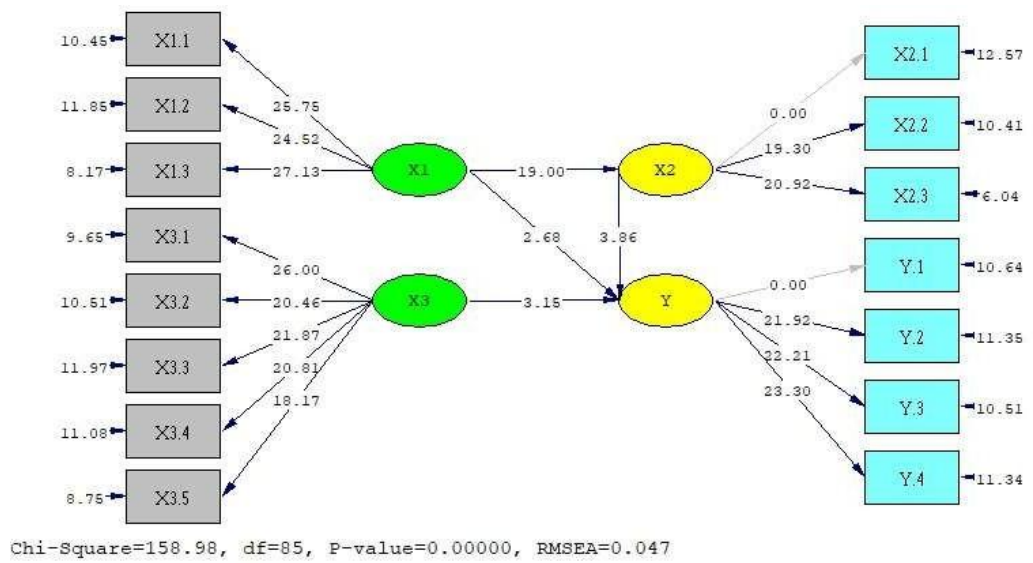 10.45 X1.1
11.85 X1.2
8.17 X1.3
9.65 X3.1
10.51 X3.2
11.97 X3.3
11.08 X3.4
8.75 X3.5
25.75
24.52
27.13
26.00
20.46
21.87
20.81
18.17
X1
X3
19.00
2.68
3.86
3.15
X2
Y
0.00
19.30
20.92
0.00
21.92
22.21
23.30
X2.1 12.57
X2.2 10.41
X2.3 6.04
Y.1 10.64
Y.2 11.35
Y.3 10.51
Y.4 11.34
Chi-Square=158.98, df=85, P-value=0.00000, RMSEA=0.047